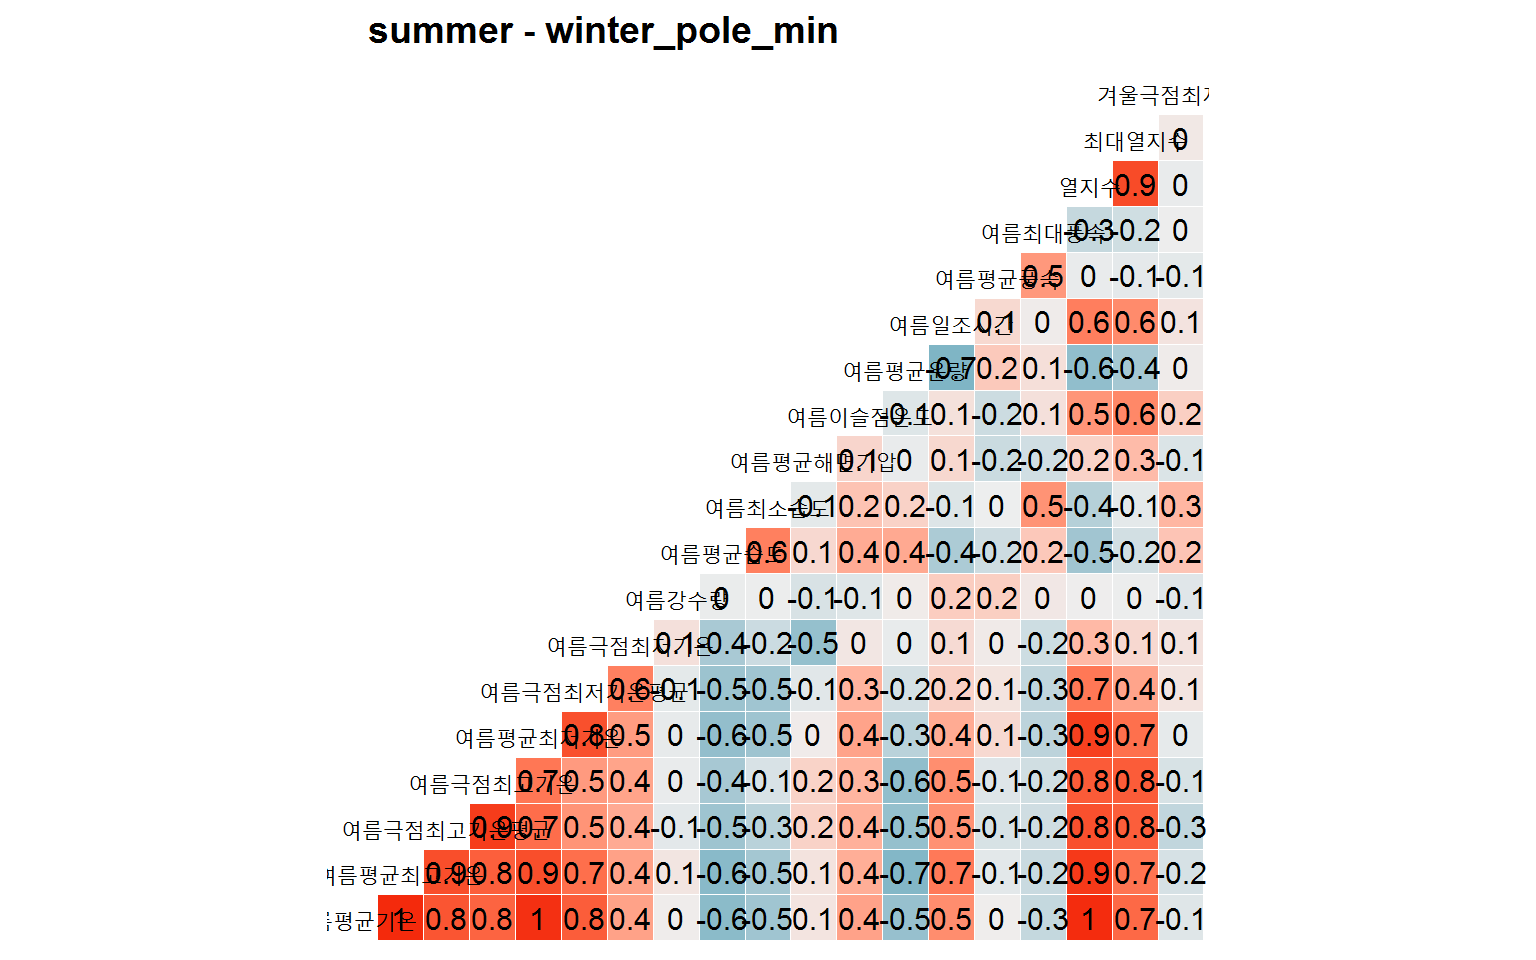 summer - winter_pole_min
겨울극점최저
최대열지수 0
열지수 0.9 0
여름최대풍속 -0.3 -0.2 0
여름평균풍속 0.5 0 -0.1 -0.1
여름일조시간 0.1 0 0.6 0.6 0.1
여름평균운량 -0.7 0.2 0.1 -0.6 -0.4 0
여름이슬점온도 -0.1 0.1 -0.2 0.1 0.5 0.6 0.2
여름평균해면기압 0.1 0 0.1 -0.2 -0.2 0.2 0.3 -0.1
여름최소습도 -0.1 0.2 0.2 -0.1 0 0.5 -0.4 -0.1 0.3
여름평균습도 0.6 0.1 0.4 0.4 -0.4 -0.2 0.2 -0.5 -0.2 0.2
여름강수량 0 0 -0.1 -0.1 0 0.2 0.2 0 0 0 -0.1
여름극점최저기온 0.1 -0.4 -0.2 -0.5 0 0 0.1 0 -0.2 0.3 0.1 0.1
여름극점최저기온평균 0.6 -0.1 -0.5 -0.5 -0.1 0.3 -0.2 0.2 0.1 -0.3 0.7 0.4 0.1
여름평균최저기온 0.8 0.5 0 -0.6 -0.5 0 0.4 -0.3 0.4 0.1 -0.3 0.9 0.7 0
여름극점최고기온 0.7 0.5 0.4 0 -0.4 -0.1 0.2 0.3 -0.6 0.5 -0.1 -0.2 0.8 0.8 -0.1
여름극점최고기온평균 0.9 0.7 0.5 0.4 -0.1 -0.5 -0.3 0.2 0.4 -0.5 0.5 -0.1 -0.2 0.8 0.8 -0.3
여름평균최고기온 0.9 0.8 0.9 0.7 0.4 0.1 -0.6 -0.5 0.1 0.4 -0.7 0.7 -0.1 -0.2 0.9 0.7 -0.2
름평균기온 1 0.8 0.8 1 0.8 0.4 0 -0.6 -0.5 0.1 0.4 -0.5 0.5 0 -0.3 1 0.7 -0.1